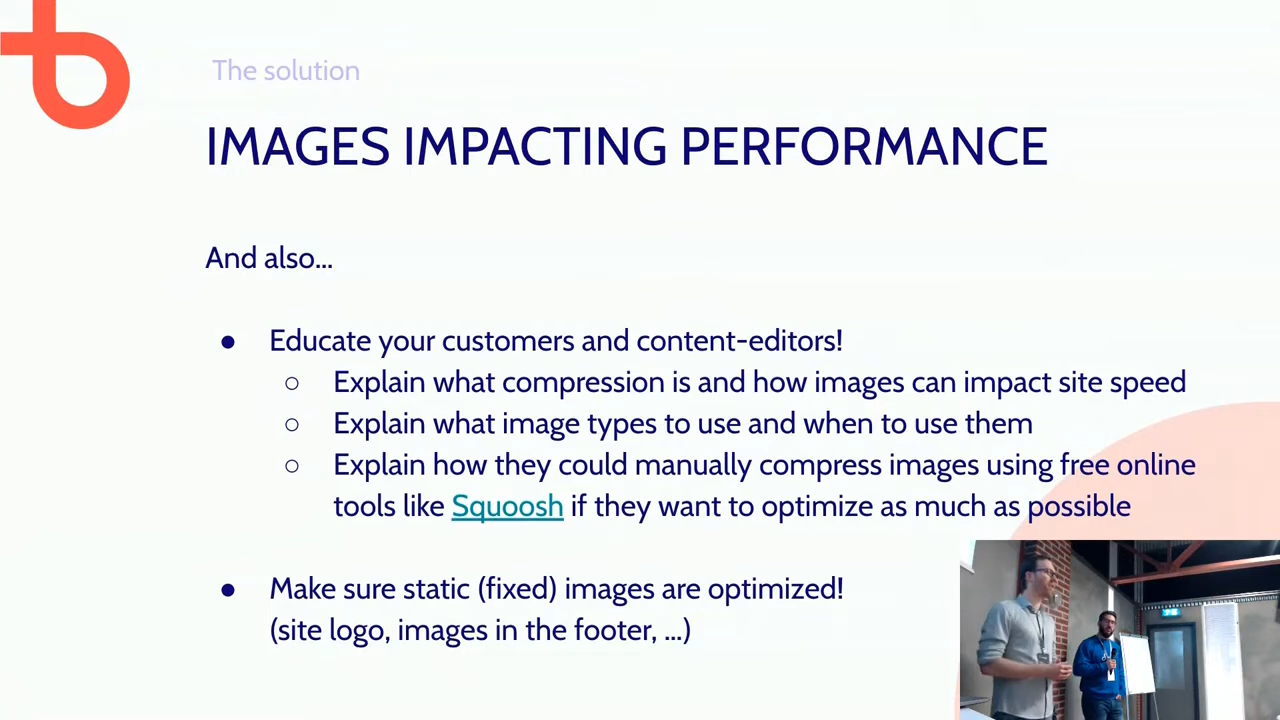 The solution
IMAGES IMPACTING PERFORMANCE
And also...
● Educate your customers and content-editors!
○ Explain what compression is and how images can impact site speed
○ Explain what image types to use and when to use them
○ Explain how they could manually compress images using free online
tools like Squoosh if they want to optimize as much as possible
● Make sure static (fixed) images are optimized!
(site logo, images in the footer, ...)